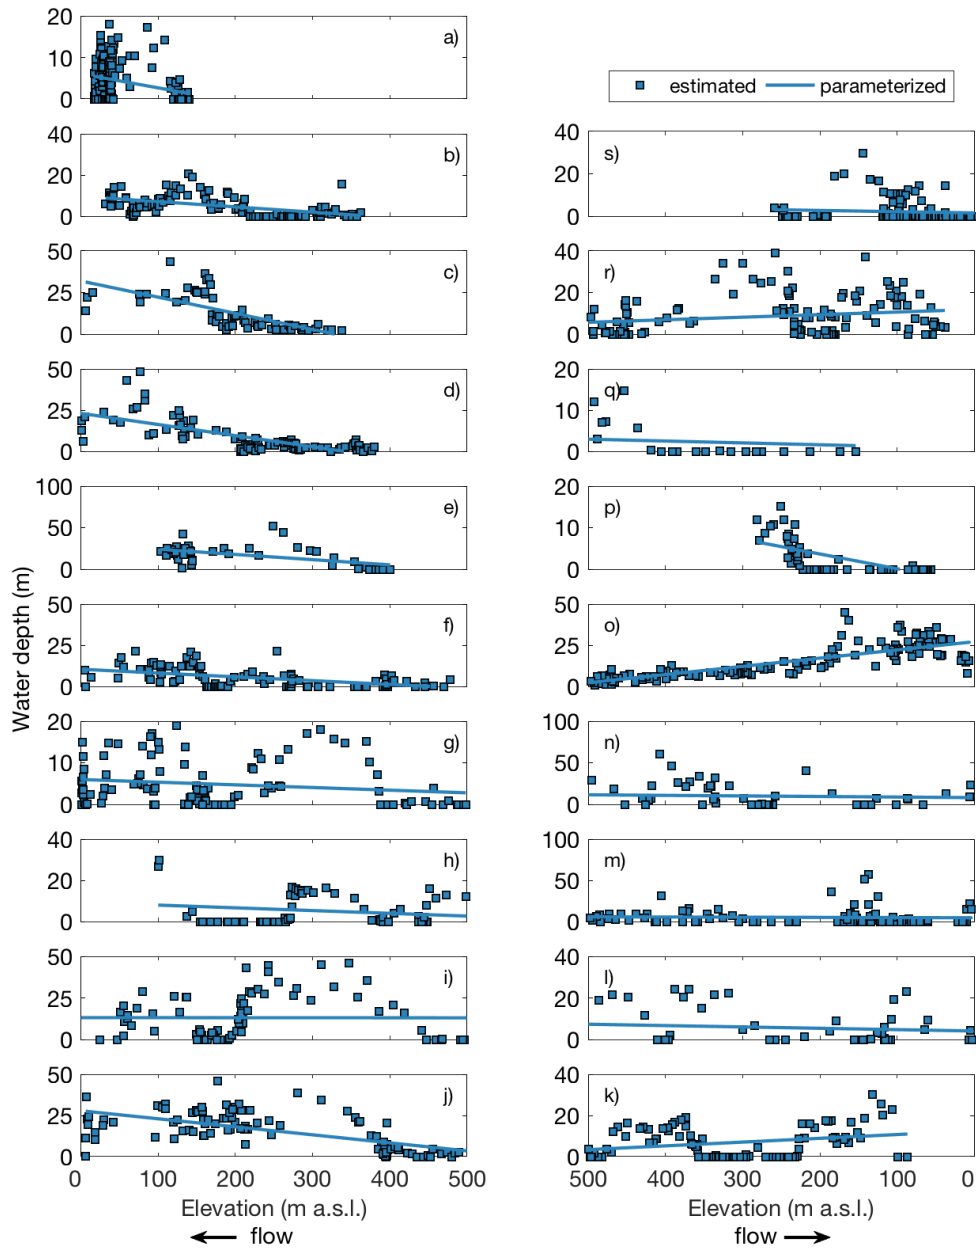 20
10
0
a)
estimated
parameterized
40
20
0
b)
40
20
0
s)
50
25
0
c)
40
20
0
r)
50
25
0
d)
20
10
0
q)
100
50
0
e)
20
10
0
p)
Water depth (m)
50
25
0
f)
50
25
0
o)
20
10
0
g)
100
50
0
n)
40
20
0
h)
100
50
0
m)
50
25
0
i)
40
20
0
l)
50
25
0
j)
40
20
0
k)
0 100 200 300 400 500
500 400 300 200 100 0
Elevation (m a.s.l.)
Elevation (m a.s.l.)
flow
flow